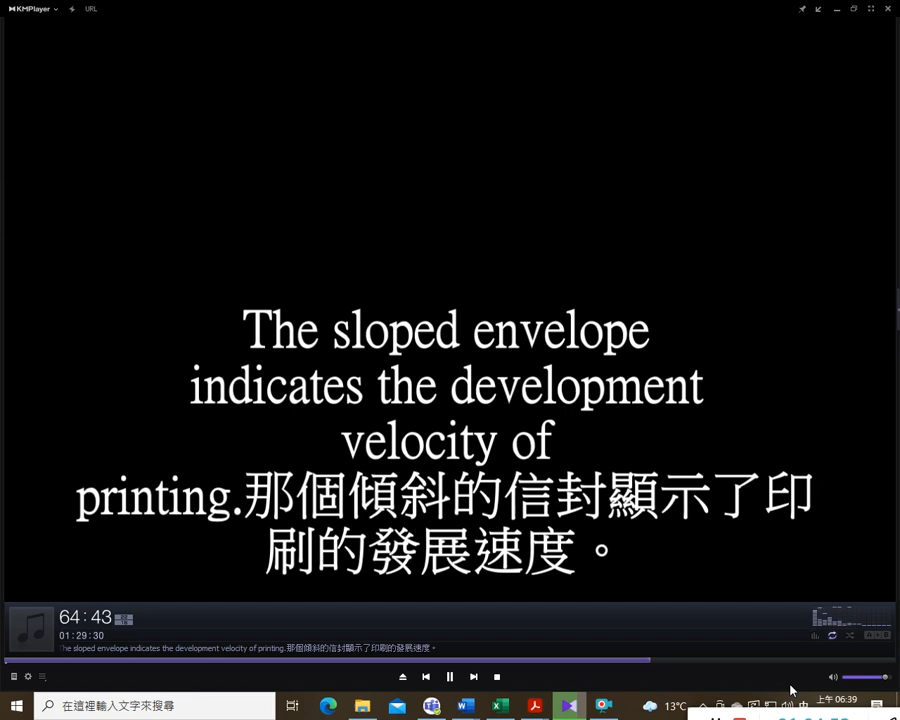 KMPlayer
URL
The sloped envelope
indicates the development
velocity of
printing.那個傾斜的信封顯示了印
刷的發展速度。
64:43
01:29:30
The sloped envelope indicates the development velocity of printing.那個傾斜的信封顯示了印刷的發展速度。
在這裡輸入文字來搜尋
13°C
中
上午 06:39